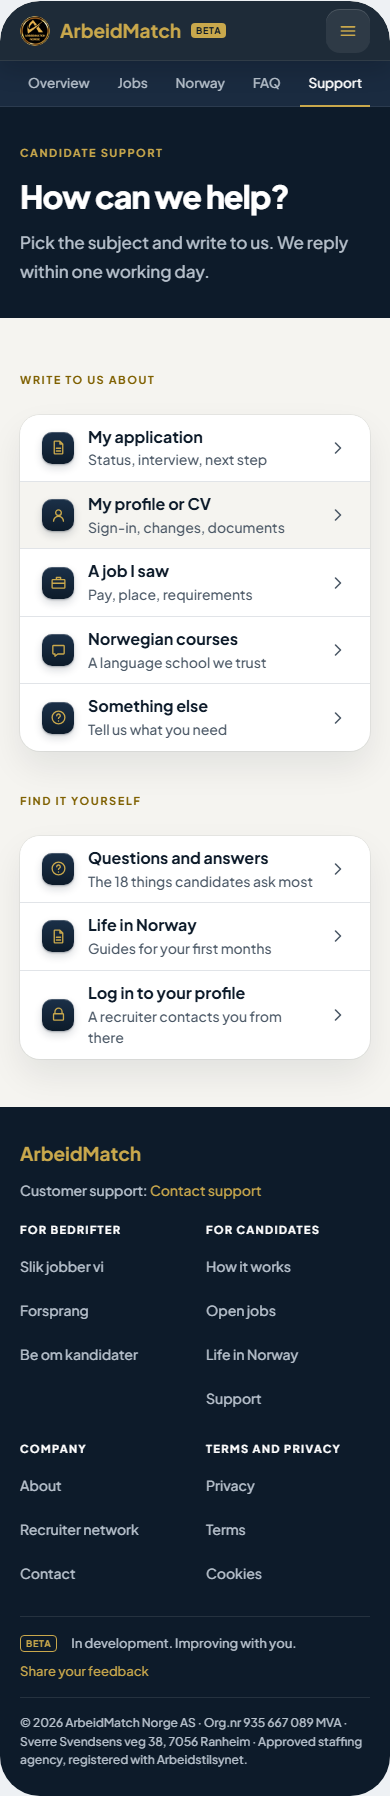 ArbeidMatch BETA
Overview Jobs Norway FAQ Support
CANDIDATE SUPPORT
How can we help?
Pick the subject and write to us. We reply
within one working day.
WRITE TO US ABOUT
My application
Status, interview, next step
My profile or CV
Sign-in, changes, documents
A job I saw
Pay, place, requirements
Norwegian courses
A language school we trust
Something else
Tell us what you need
FIND IT YOURSELF
Questions and answers
The 18 things candidates ask most
Life in Norway
Guides for your first months
Log in to your profile
A recruiter contacts you from
there
ArbeidMatch
Customer support: Contact support
FOR BEDRIFTER
Slik jobber vi
Forsprang
Be om kandidater
FOR CANDIDATES
How it works
Open jobs
Life in Norway
Support
COMPANY
About
Recruiter network
Contact
TERMS AND PRIVACY
Privacy
Terms
Cookies
BETA In development. Improving with you.
Share your feedback
© 2026 ArbeidMatch Norge AS · Org.nr 935 667 089 MVA ·
Sverre Svendsens veg 38, 7056 Ranheim · Approved staffing
agency, registered with Arbeidstilsynet.